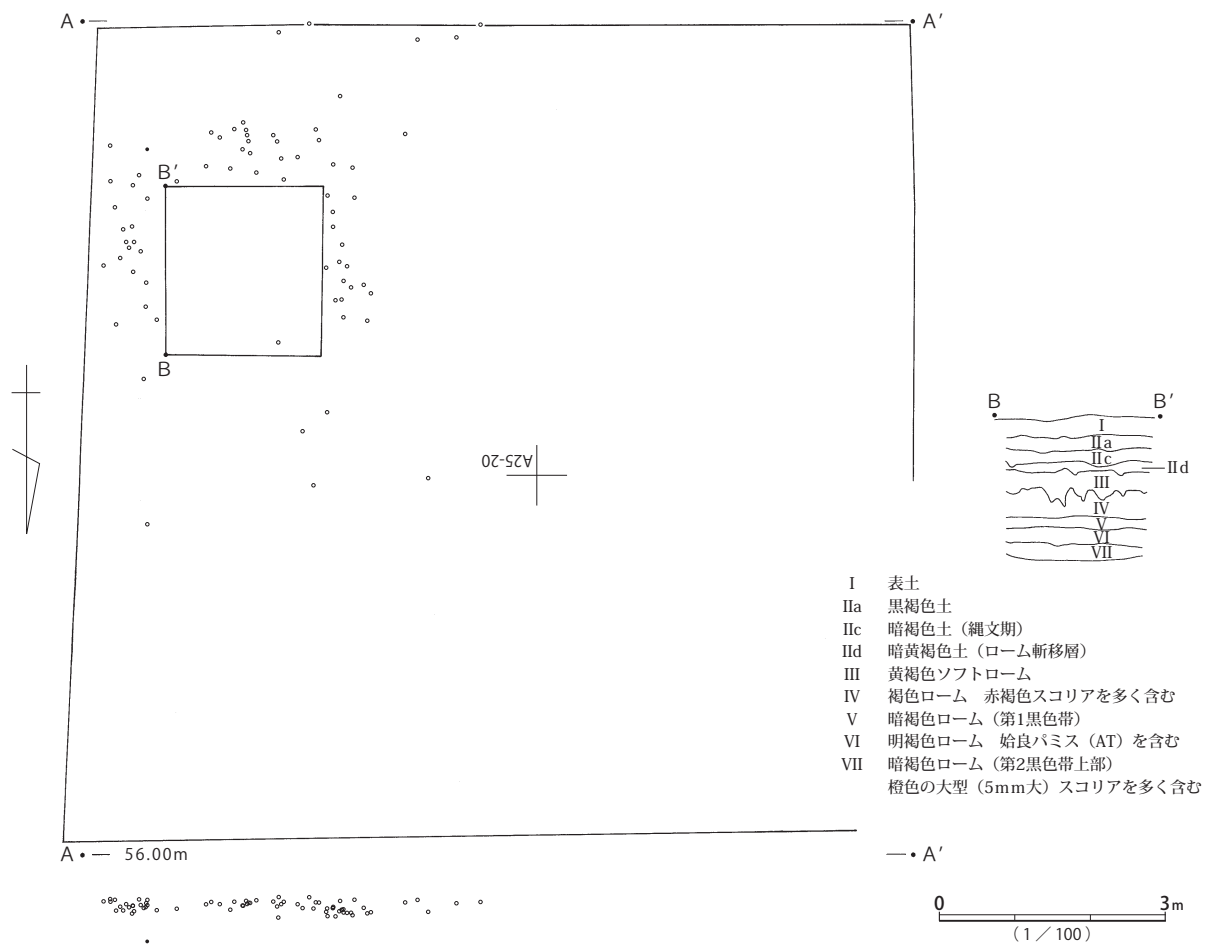 A
A′
B′
B
A25-20
B
B′
I
IIa
IIc
IId
III
IV
V
VI
VII
I 表土
IIa 黒褐色土
IIc 暗褐色土（縄文期）
IId 暗黄褐色土（ローム斬移層）
III 黄褐色ソフトローム
IV 褐色ローム　赤褐色スコリアを多く含む
V 暗褐色ローム（第1黒色帯）
VI 明褐色ローム　姶良パミス（AT）を含む
VII 暗褐色ローム（第2黒色帯上部）
橙色の大型（5mm大）スコリアを多く含む
A 56.00m
A′
0 3m
（1／100）